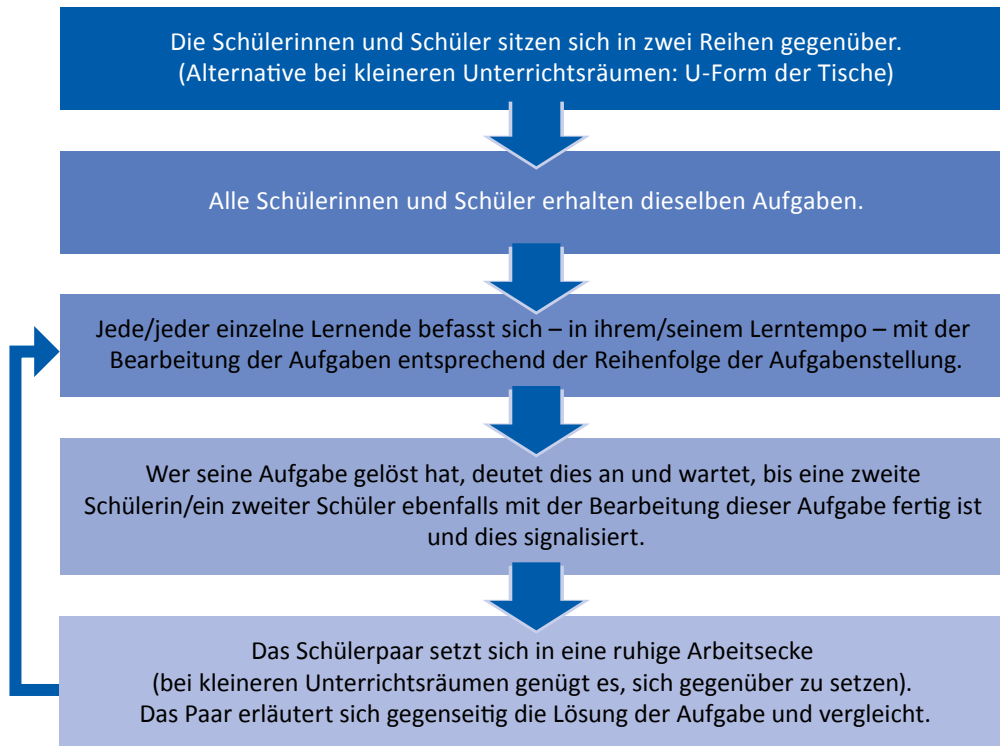 Die Schülerinnen und Schüler sitzen sich in zwei Reihen gegenüber.
(Alternative bei kleineren Unterrichtsräumen: U-Form der Tische)
Alle Schülerinnen und Schüler erhalten dieselben Aufgaben.
Jede/jeder einzelne Lernende befasst sich – in ihrem/seinem Lerntempo – mit der
Bearbeitung der Aufgaben entsprechend der Reihenfolge der Aufgabenstellung.
Wer seine Aufgabe gelöst hat, deutet dies an und wartet, bis eine zweite
Schülerin/ein zweiter Schüler ebenfalls mit der Bearbeitung dieser Aufgabe fertig ist
und dies signalisiert.
Das Schülerpaar setzt sich in eine ruhige Arbeitsecke
(bei kleineren Unterrichtsräumen genügt es, sich gegenüber zu setzen).
Das Paar erläutert sich gegenseitig die Lösung der Aufgabe und vergleicht.